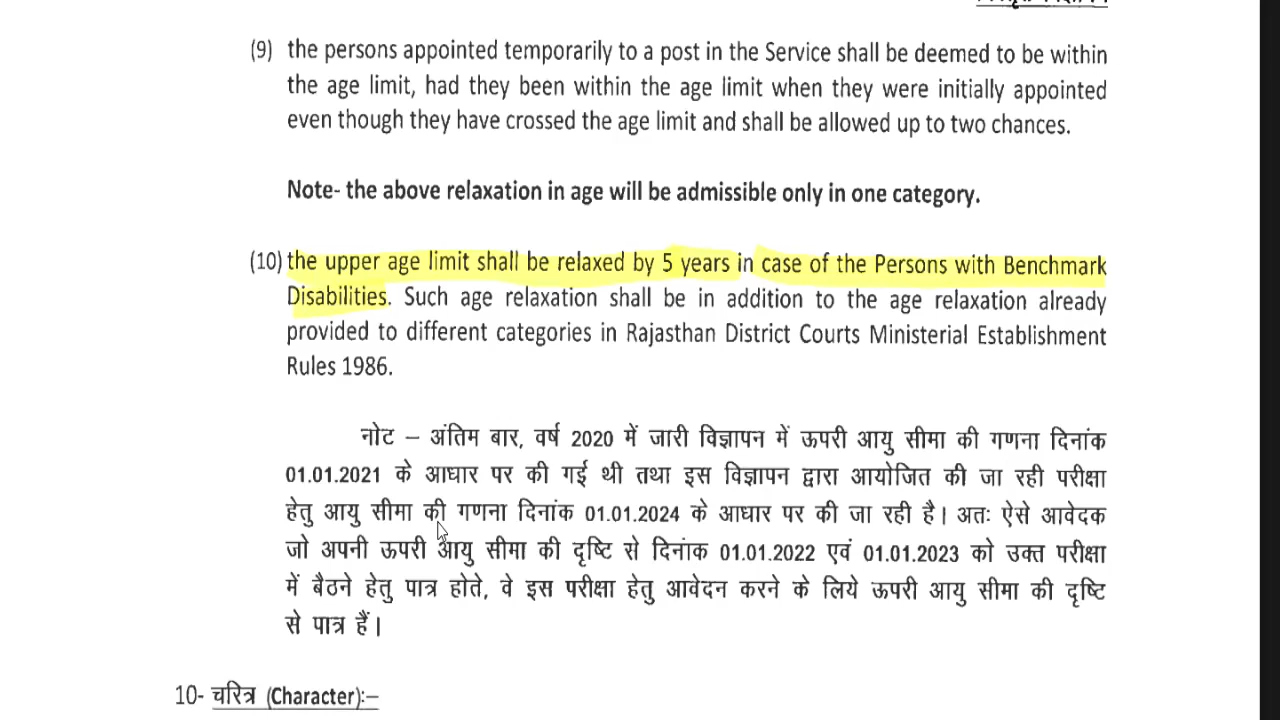 (9) the persons appointed temporarily to a post in the Service shall be deemed to be within
the age limit, had they been within the age limit when they were initially appointed
even though they have crossed the age limit and shall be allowed up to two chances.
Note- the above relaxation in age will be admissible only in one category.
(10) the upper age limit shall be relaxed by 5 years in case of the Persons with Benchmark
Disabilities. Such age relaxation shall be in addition to the age relaxation already
provided to different categories in Rajasthan District Courts Ministerial Establishment
Rules 1986.
नोट – अंतिम बार, वर्ष 2020 में जारी विज्ञापन में ऊपरी आयु सीमा की गणना दिनांक
01.01.2021 के आधार पर की गई थी तथा इस विज्ञापन द्वारा आयोजित की जा रही परीक्षा
हेतु आयु सीमा की गणना दिनांक 01.01.2024 के आधार पर की जा रही है। अतः ऐसे आवेदक
जो अपनी ऊपरी आयु सीमा की दृष्टि से दिनांक 01.01.2022 एवं 01.01.2023 को उक्त परीक्षा
में बैठने हेतु पात्र होते, वे इस परीक्षा हेतु आवेदन करने के लिये ऊपरी आयु सीमा की दृष्टि
से पात्र हैं।
10- चरित्र (Character):–